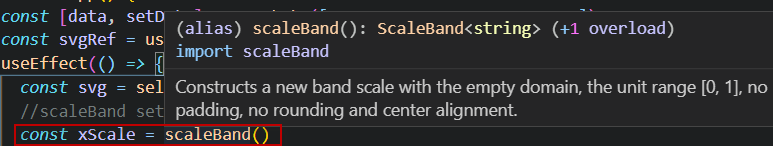 const [data, setD
(alias) scaleBand(): ScaleBand<string> (+1 overload)
const svgRef = us
import scaleBand
useEffect(() => {
const svg = sel
Constructs a new band scale with the empty domain, the unit range [0, 1], no
//scaleBand set
padding, no rounding and center alignment.
const xScale = scaleBand()